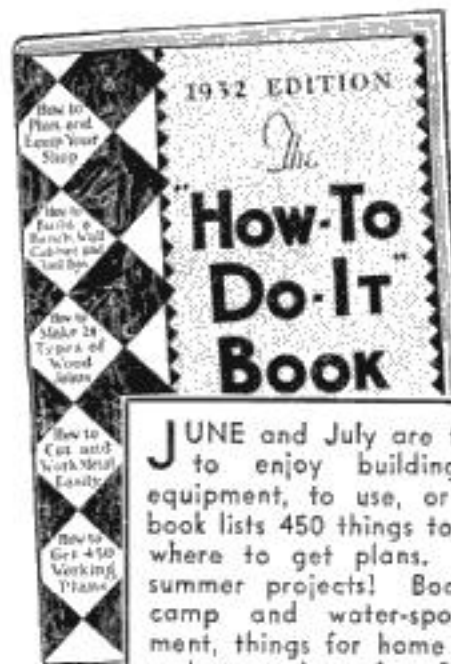 1932 EDITION
The
"HOW-TO
DO-IT"
BOOK
How to
Plan and
Equip Your
Shop
How to
Build a
Bench, Wall
Cabinet and
Tool Box
How to
Make 28
Types of
Wood
Joints
How to
Cut and
Work Metal
Easily
How to
Get 450
Working
Plans
JUNE and July are
to enjoy building
equipment, to use, or
book lists 450 things to
where to get plans.
summer projects! Boo
camp and water-spo
ment, things for home